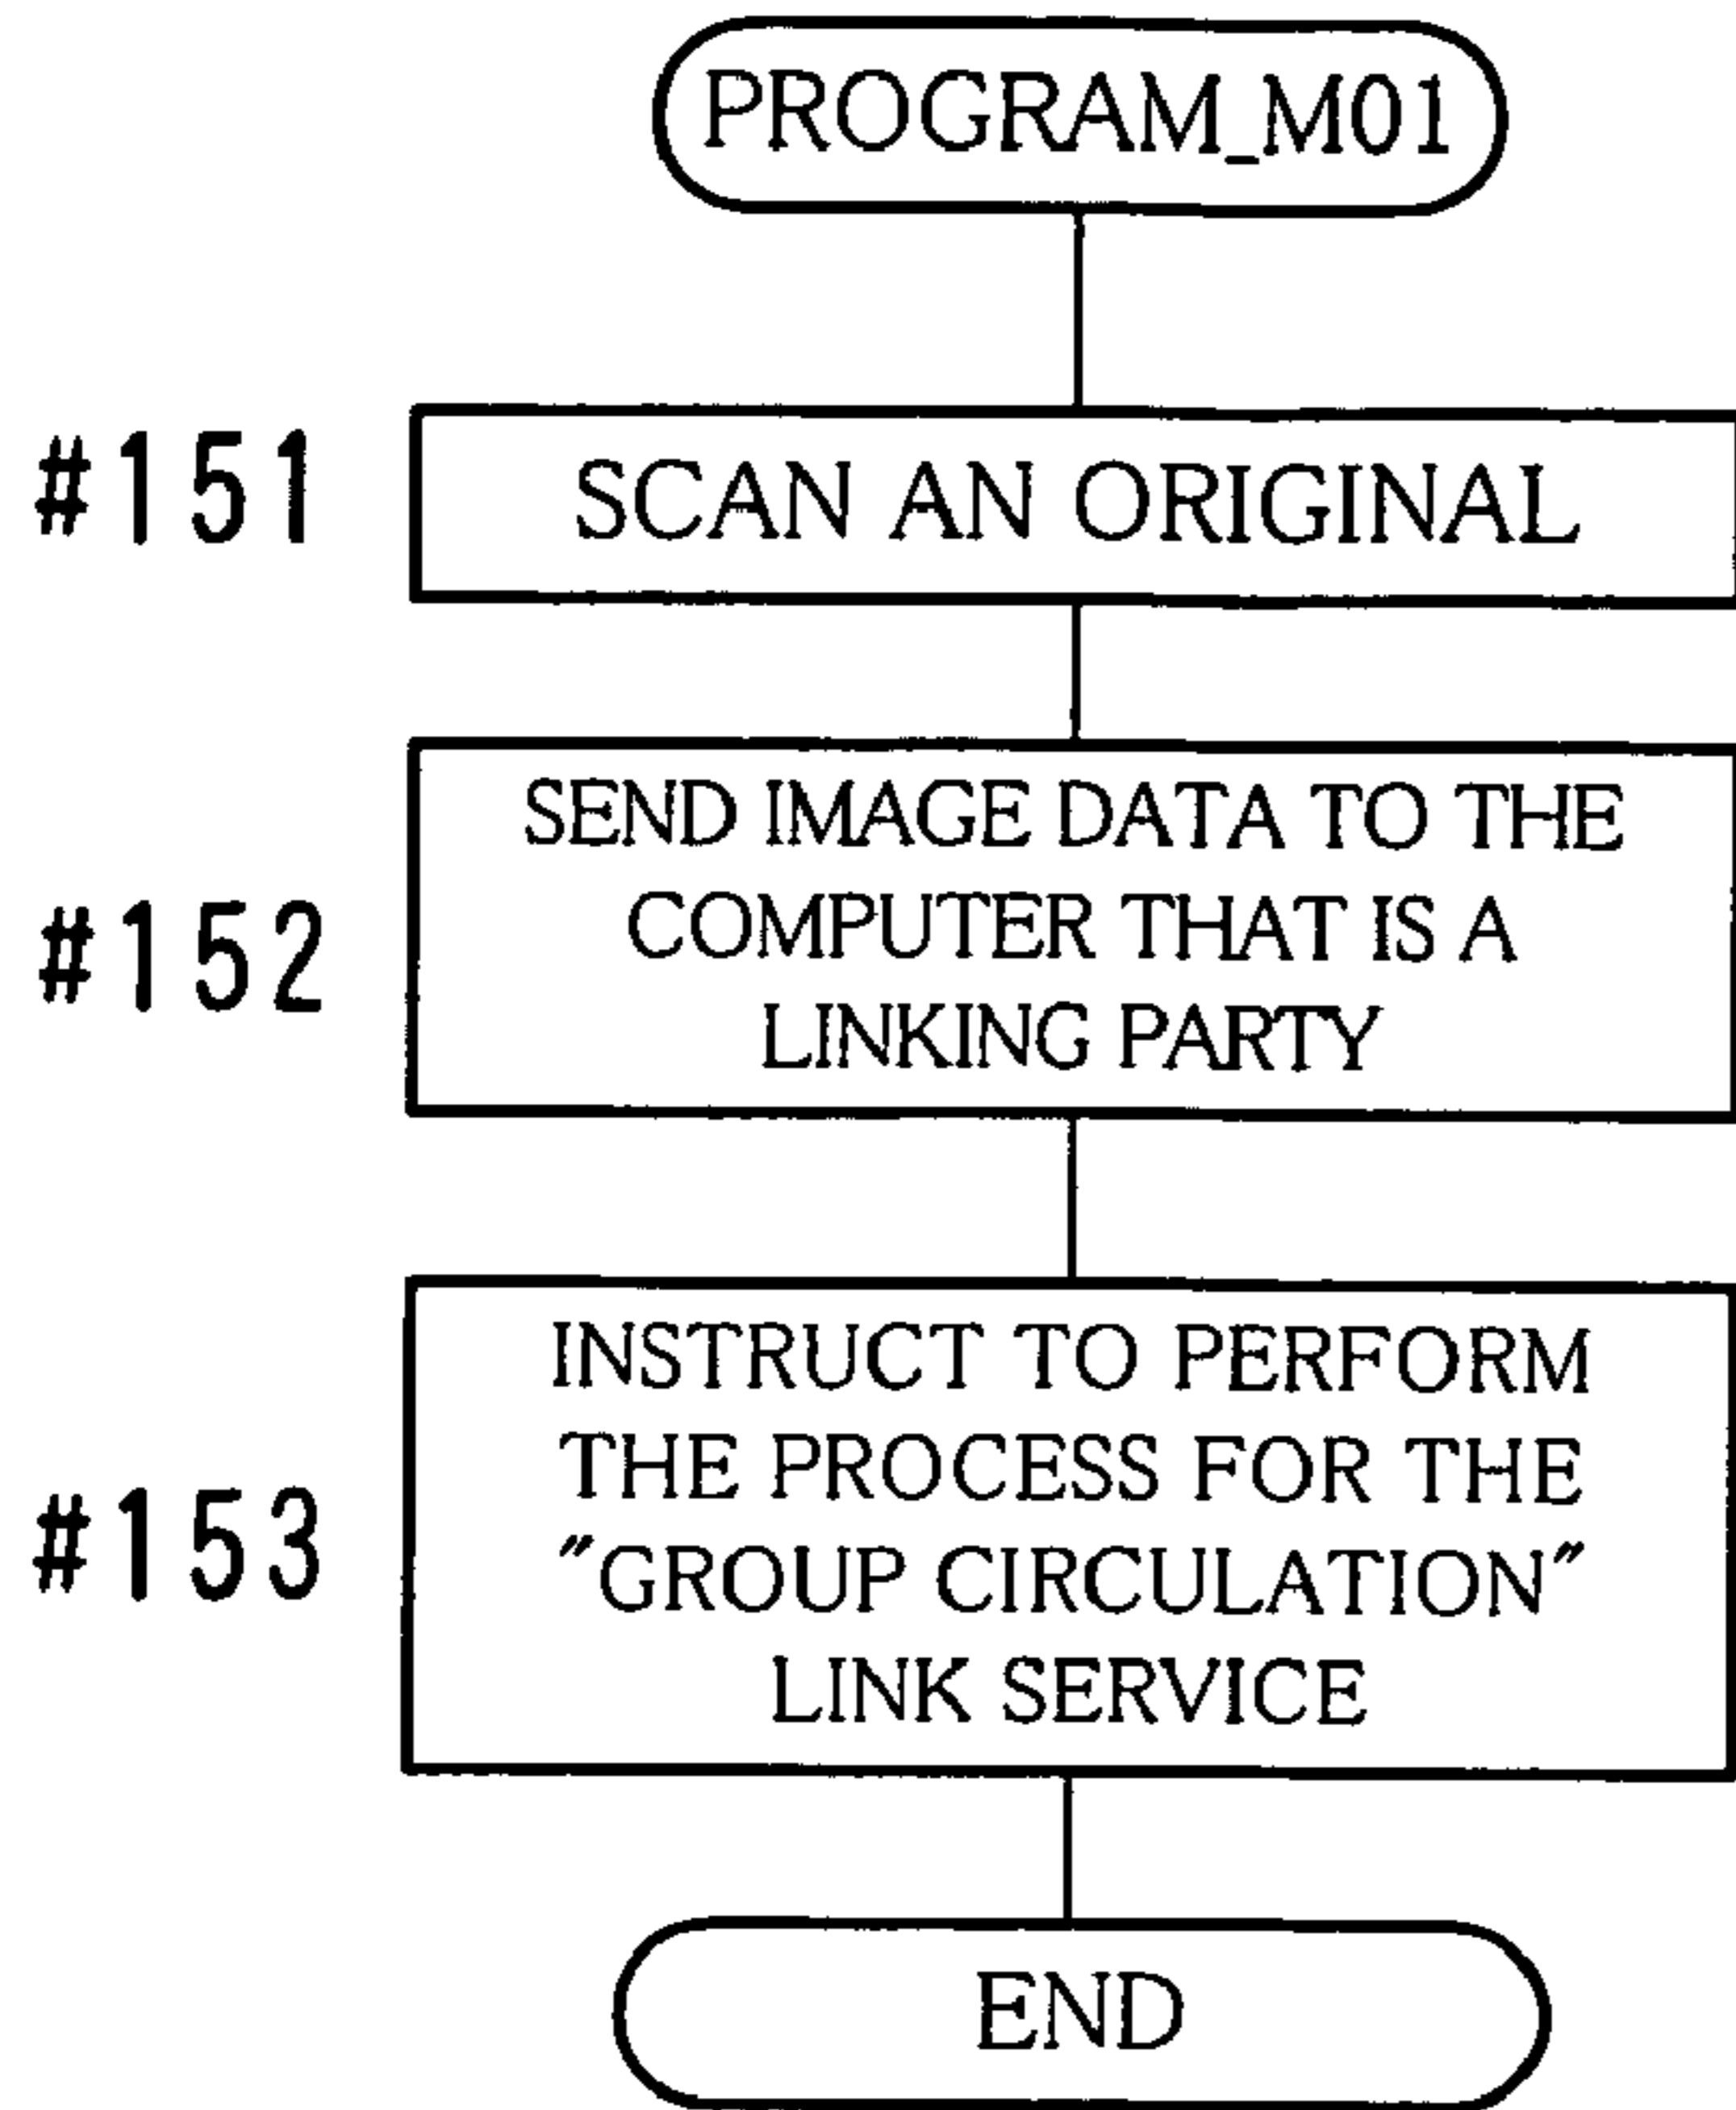 PROGRAM_M01
#151
SCAN AN ORIGINAL
#152
SEND IMAGE DATA TO THE
COMPUTER THAT IS A
LINKING PARTY
#153
INSTRUCT TO PERFORM
THE PROCESS FOR THE
"GROUP CIRCULATION"
LINK SERVICE
END